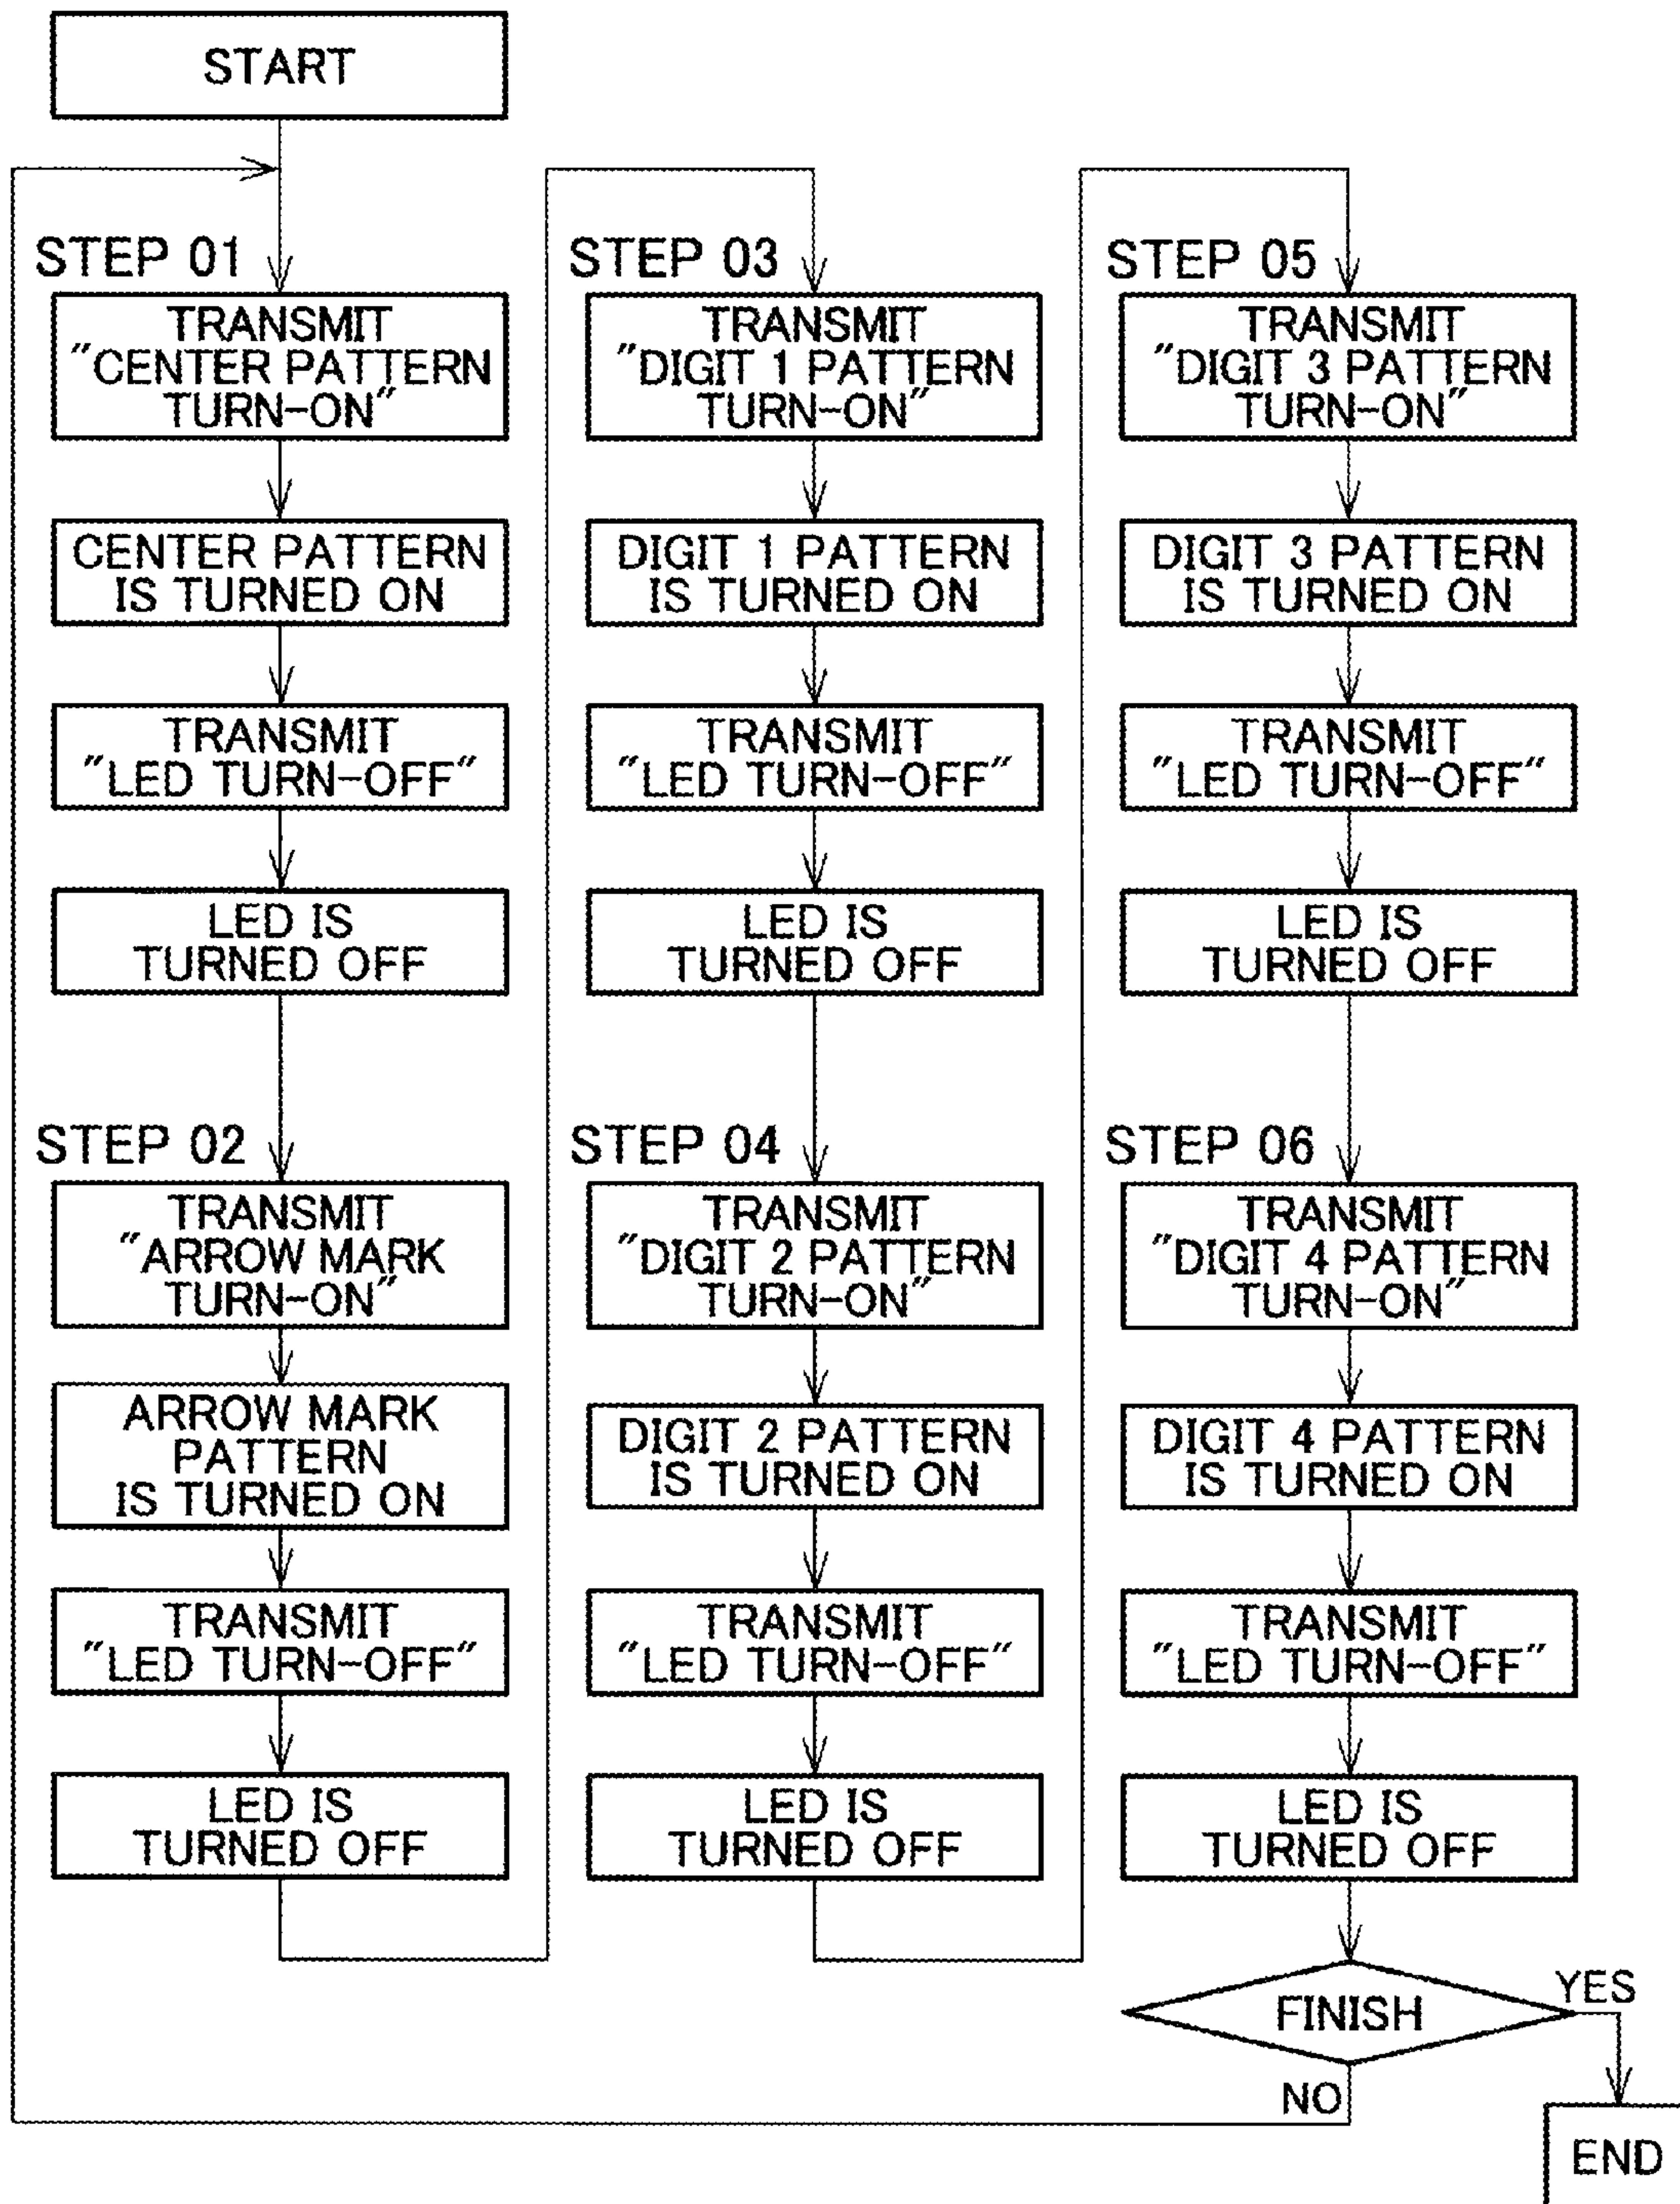 START
STEP 01
TRANSMIT
"CENTER PATTERN
TURN-ON"
CENTER PATTERN
IS TURNED ON
TRANSMIT
"LED TURN-OFF"
LED IS
TURNED OFF
STEP 02
TRANSMIT
"ARROW MARK
TURN-ON"
ARROW MARK
PATTERN
IS TURNED ON
TRANSMIT
"LED TURN-OFF"
LED IS
TURNED OFF
STEP 03
TRANSMIT
"DIGIT 1 PATTERN
TURN-ON"
DIGIT 1 PATTERN
IS TURNED ON
TRANSMIT
"LED TURN-OFF"
LED IS
TURNED OFF
STEP 04
TRANSMIT
"DIGIT 2 PATTERN
TURN-ON"
DIGIT 2 PATTERN
IS TURNED ON
TRANSMIT
"LED TURN-OFF"
LED IS
TURNED OFF
STEP 05
TRANSMIT
"DIGIT 3 PATTERN
TURN-ON"
DIGIT 3 PATTERN
IS TURNED ON
TRANSMIT
"LED TURN-OFF"
LED IS
TURNED OFF
STEP 06
TRANSMIT
"DIGIT 4 PATTERN
TURN-ON"
DIGIT 4 PATTERN
IS TURNED ON
TRANSMIT
"LED TURN-OFF"
LED IS
TURNED OFF
FINISH
YES
NO
END